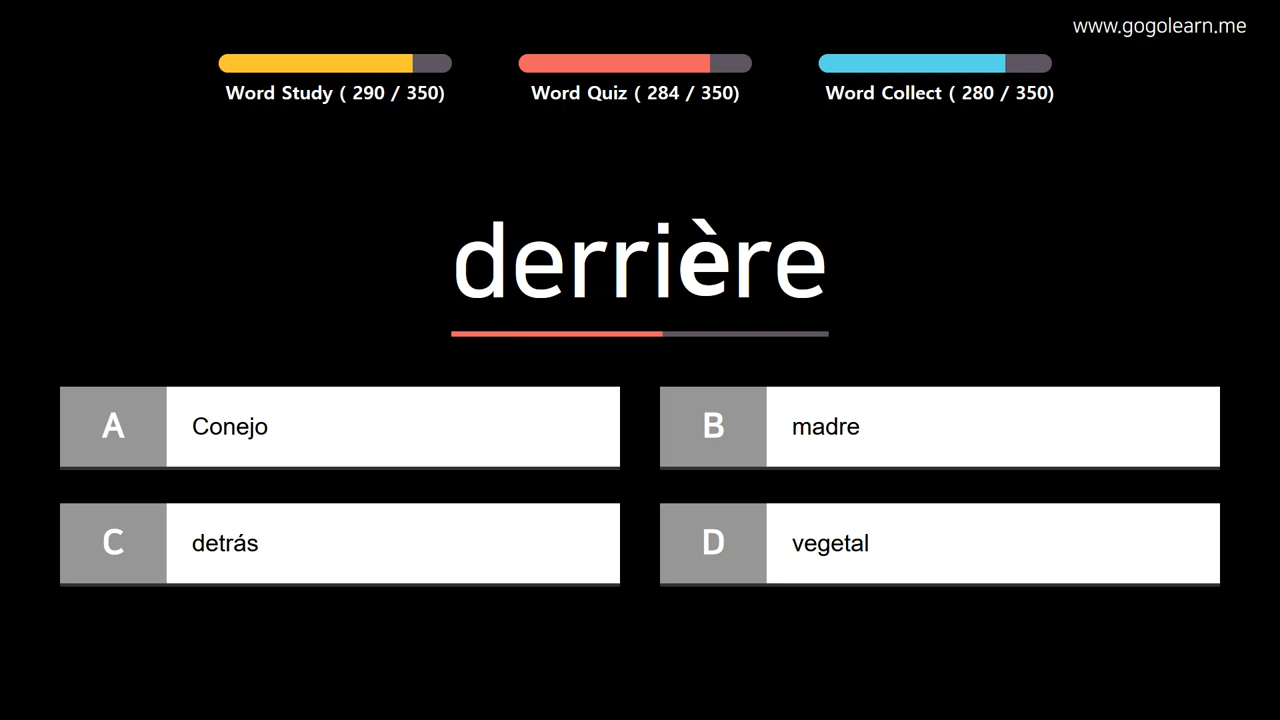 www.gogolearn.me
Word Study ( 290 / 350)
Word Quiz ( 284 / 350)
Word Collect ( 280 / 350)
derrière
A Conejo
B madre
C detrás
D vegetal